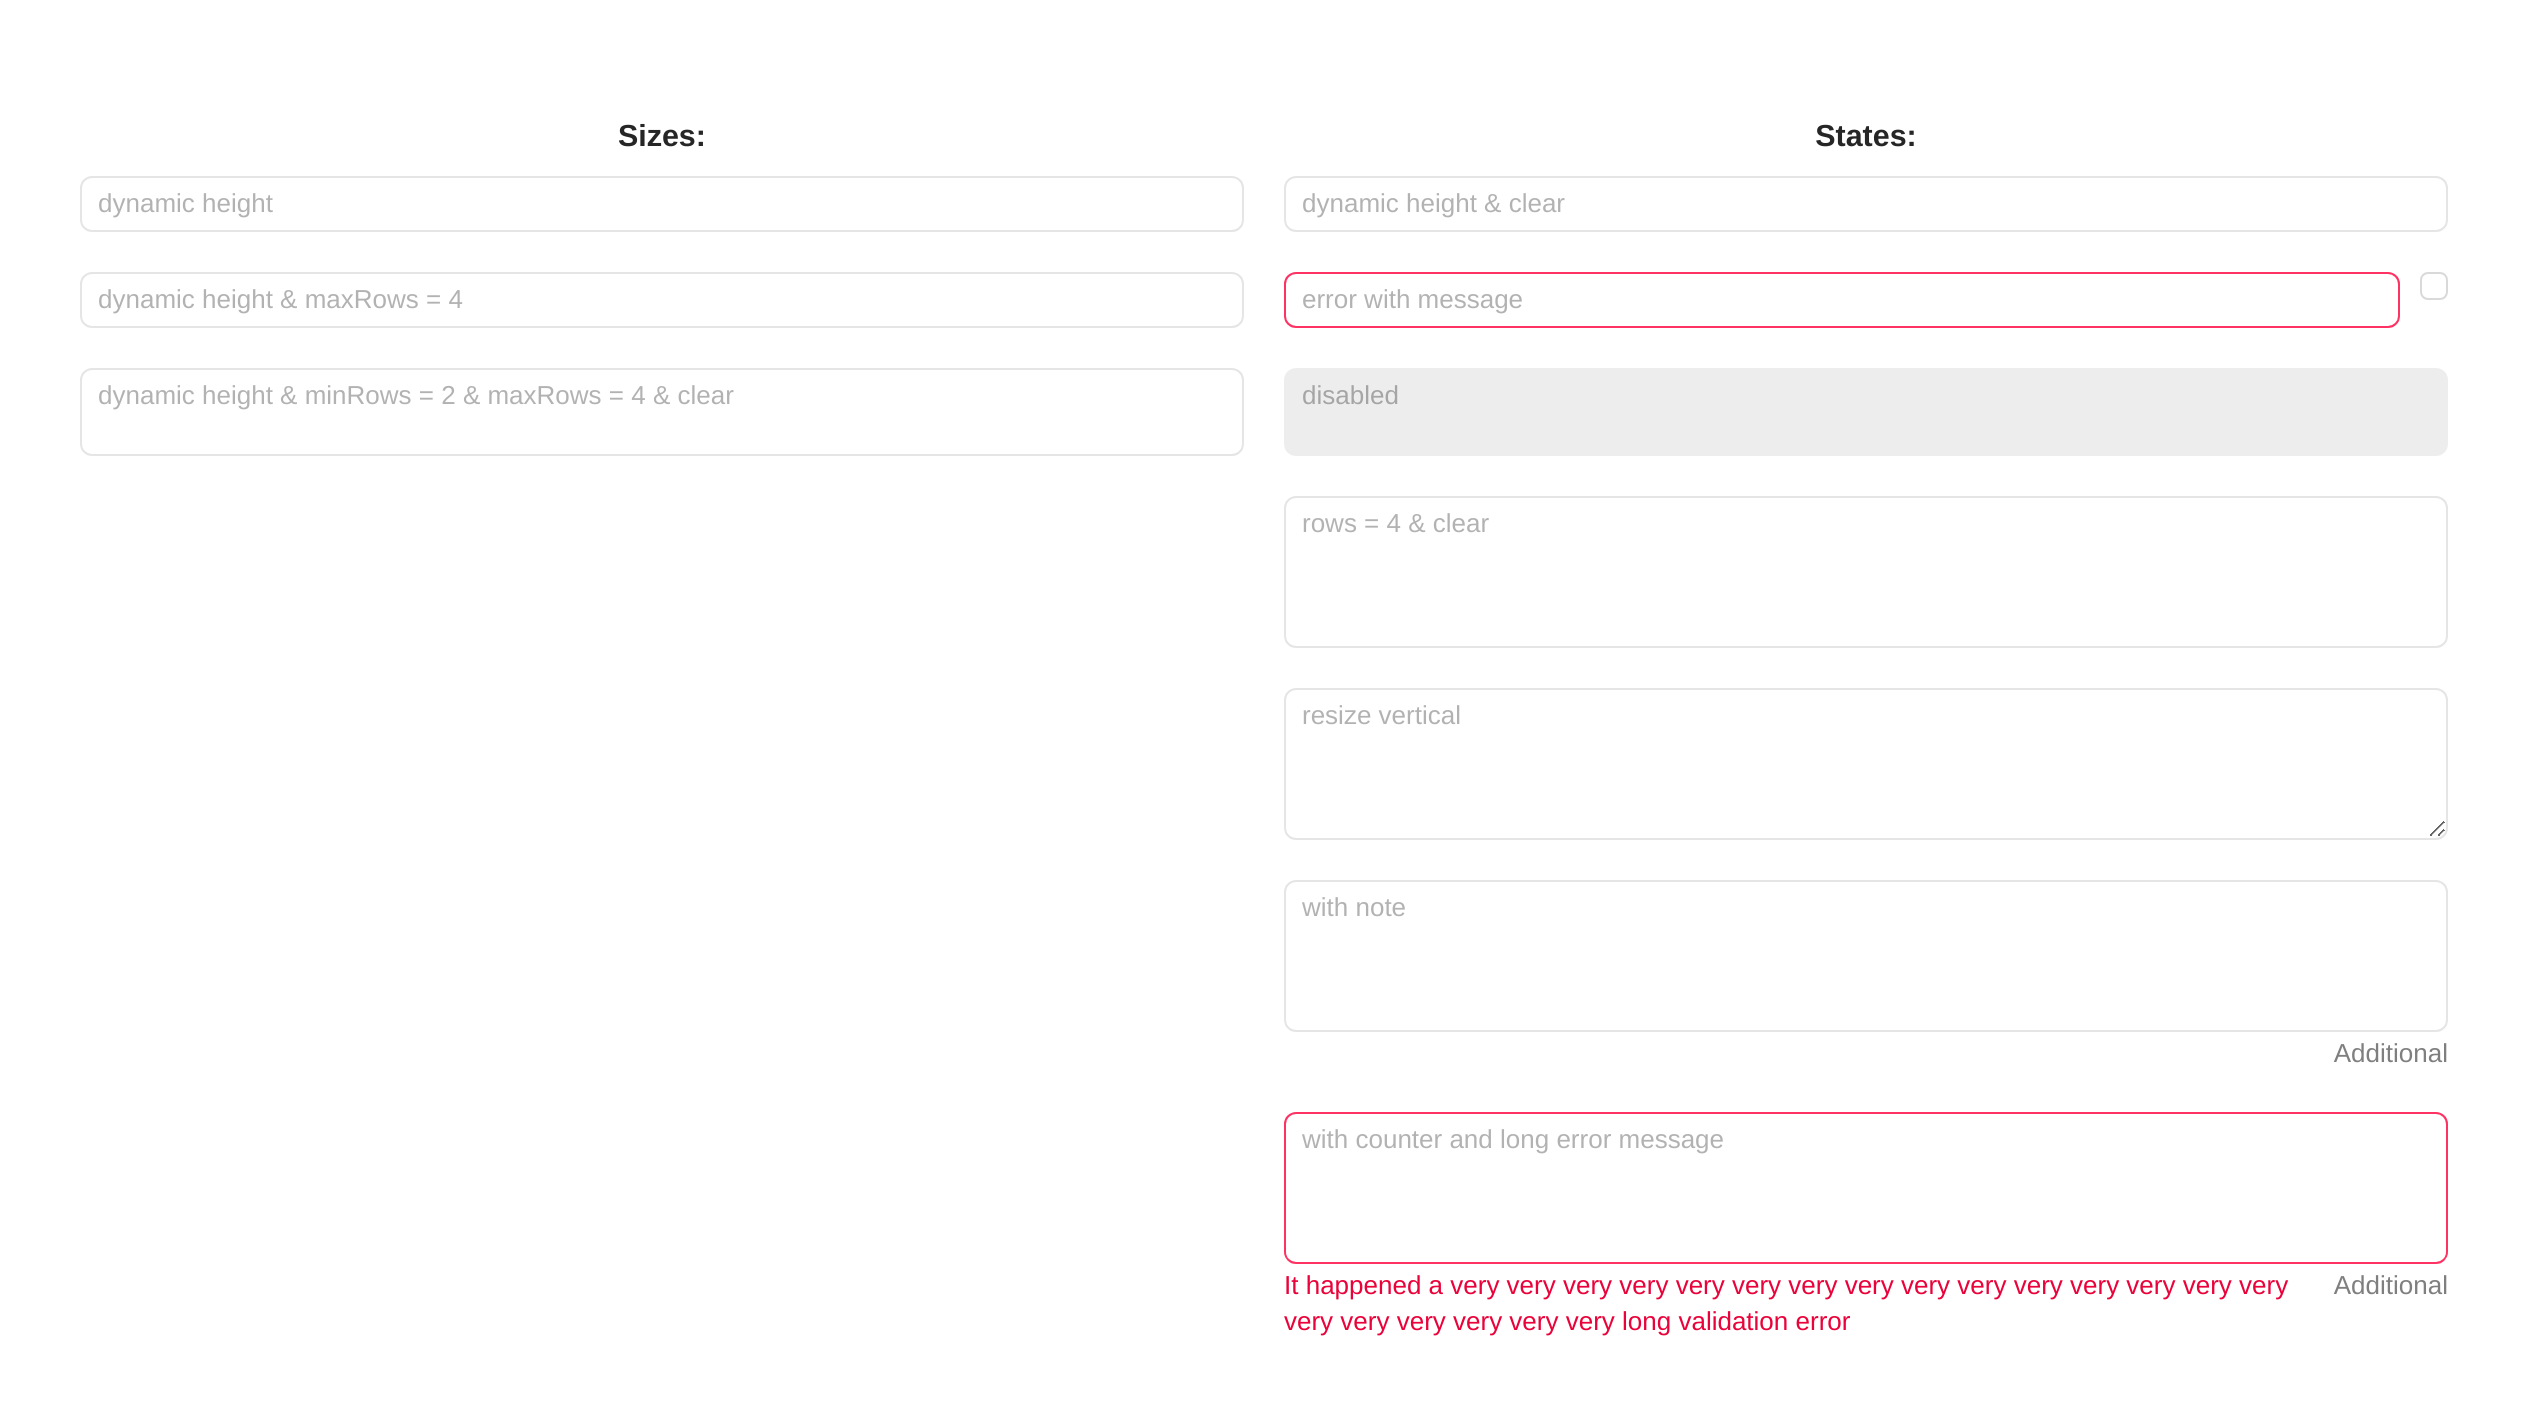 Sizes:
dynamic height
dynamic height & maxRows = 4
dynamic height & minRows = 2 & maxRows = 4 & clear
States:
dynamic height & clear
error with message
disabled
rows = 4 & clear
resize vertical
with note
Additional
with counter and long error message
It happened a very very very very very very very very very very very very very very very
very very very very very very long validation error
Additional